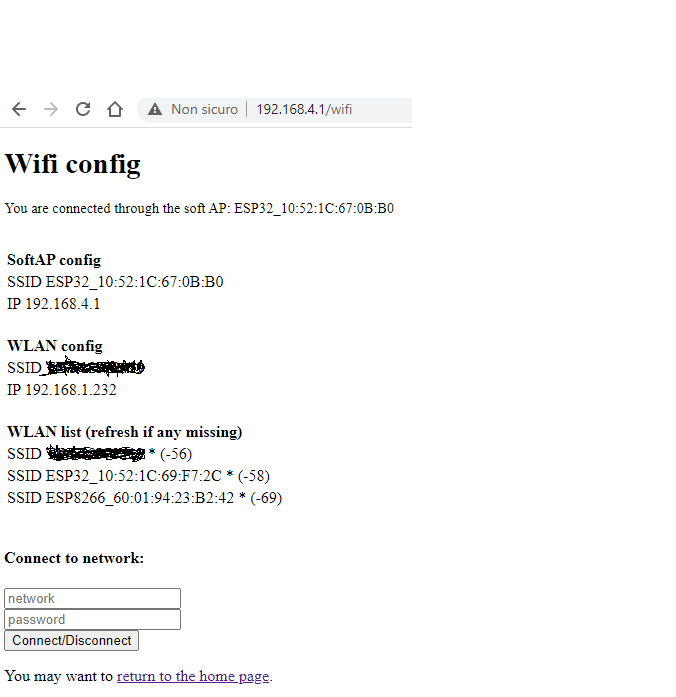 Non sicuro 192.168.4.1/wifi
Wifi config
You are connected through the soft AP: ESP32_10:52:1C:67:0B:B0
SoftAP config
SSID ESP32_10:52:1C:67:0B:B0
IP 192.168.4.1
WLAN config
SSID
IP 192.168.1.232
WLAN list (refresh if any missing)
SSID * (-56)
SSID ESP32_10:52:1C:69:F7:2C * (-58)
SSID ESP8266_60:01:94:23:B2:42 * (-69)
Connect to network:
network
password
Connect/Disconnect
You may want to return to the home page.